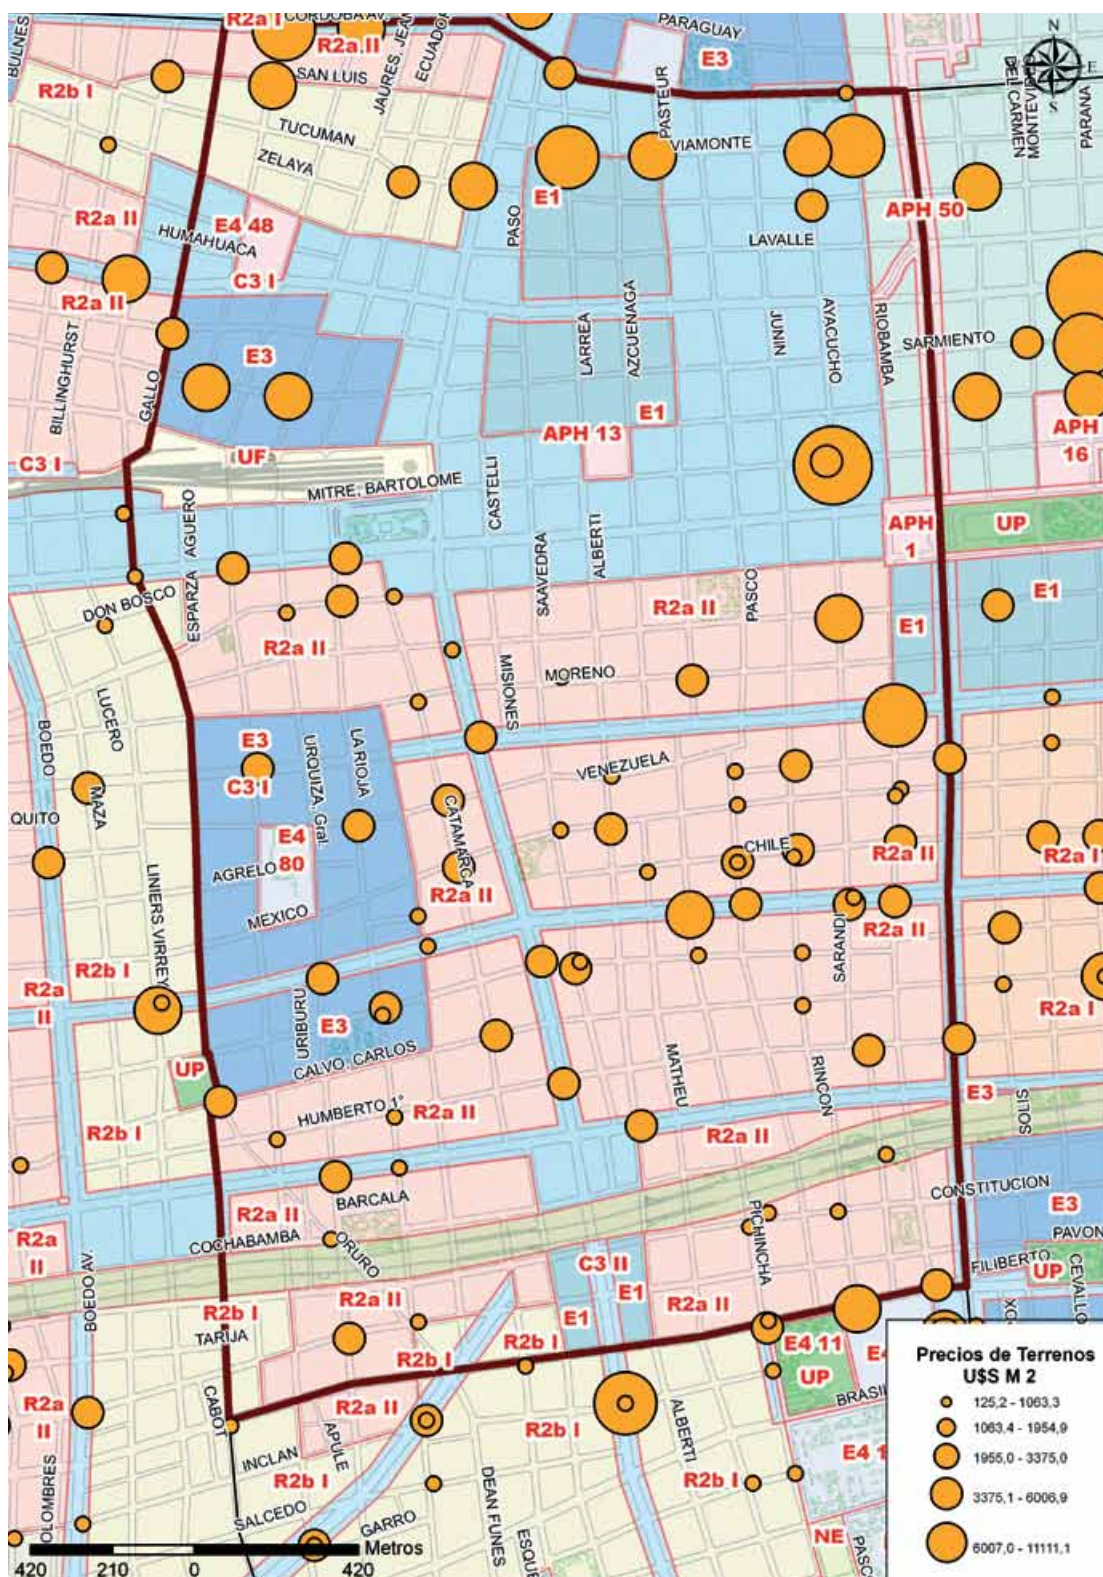 R2a I
CORDOBA AV.
BULNES
R2a II
JAURES, JEAN
ECUADOR
PARAGUAY
E3
N
E
S
SAN LUIS
R2b I
PASTEUR
DEL CARMEN
PARANA
TUCUMAN
VIAMONTE
ZELAYA
E1
R2a II
E4 48
PASO
APH 50
HUMAHUACA
LAVALLE
C3 I
R2a II
AZCUENAGA
LARREA
JUNIN
AYACUCHO
RIOBAMBA
SARMIENTO
BILLINGHURST
GALLO
E3
E1
APH
16
APH 13
C3 I
UF
MITRE, BARTOLOME
CASTELLI
AGUERO
ESPARZA
SAAVEDRA
ALBERTI
APH
1
UP
DON BOSCO
PASCO
R2a II
E1
E1
R2a II
MISIONES
MORENO
LUCERO
BOEDO
E3
C3 I
URQUIZA, Gral.
LA RIOJA
VENEZUELA
MAZA
CATAMARCA
QUITO
E4
80
CHILE
R2a II
R2a I
AGRELO
R2a II
LINIERS VIRREY
MEXICO
R2a II
SARANDI
R2b I
R2a
II
URIBURU
E3
R2a I
CALVO, CARLOS
UP
MATHEU
RINCON
HUMBERTO 1°
R2a II
E3
SOLIS
R2b I
R2a II
BARCALA
CONSTITUCION
R2a II
PICHINCHA
E3
R2a
II
COCHABAMBA
ORURO
C3 II
PAVON
FILIBERTO
UP
CEVALLO
BOEDO AV.
R2a II
E1
R2a II
R2b I
TARIJA
E1
R2b I
R2b I
E4 11
UP
R2a
II
CABOT
R2a II
BRASIL
ALBERTI
R2b I
APULE
INCLAN
R2b I
R2b I
E4 1
OLOMBRES
DEAN FUNES
SALCEDO
GARRO
ESQUE
NE
PASC
Metros
420 210 0 420
Precios de Terrenos
U$S M 2
125,2 - 1063,3
1063,4 - 1954,9
1955,0 - 3375,0
3375,1 - 6006,9
6007,0 - 11111,1